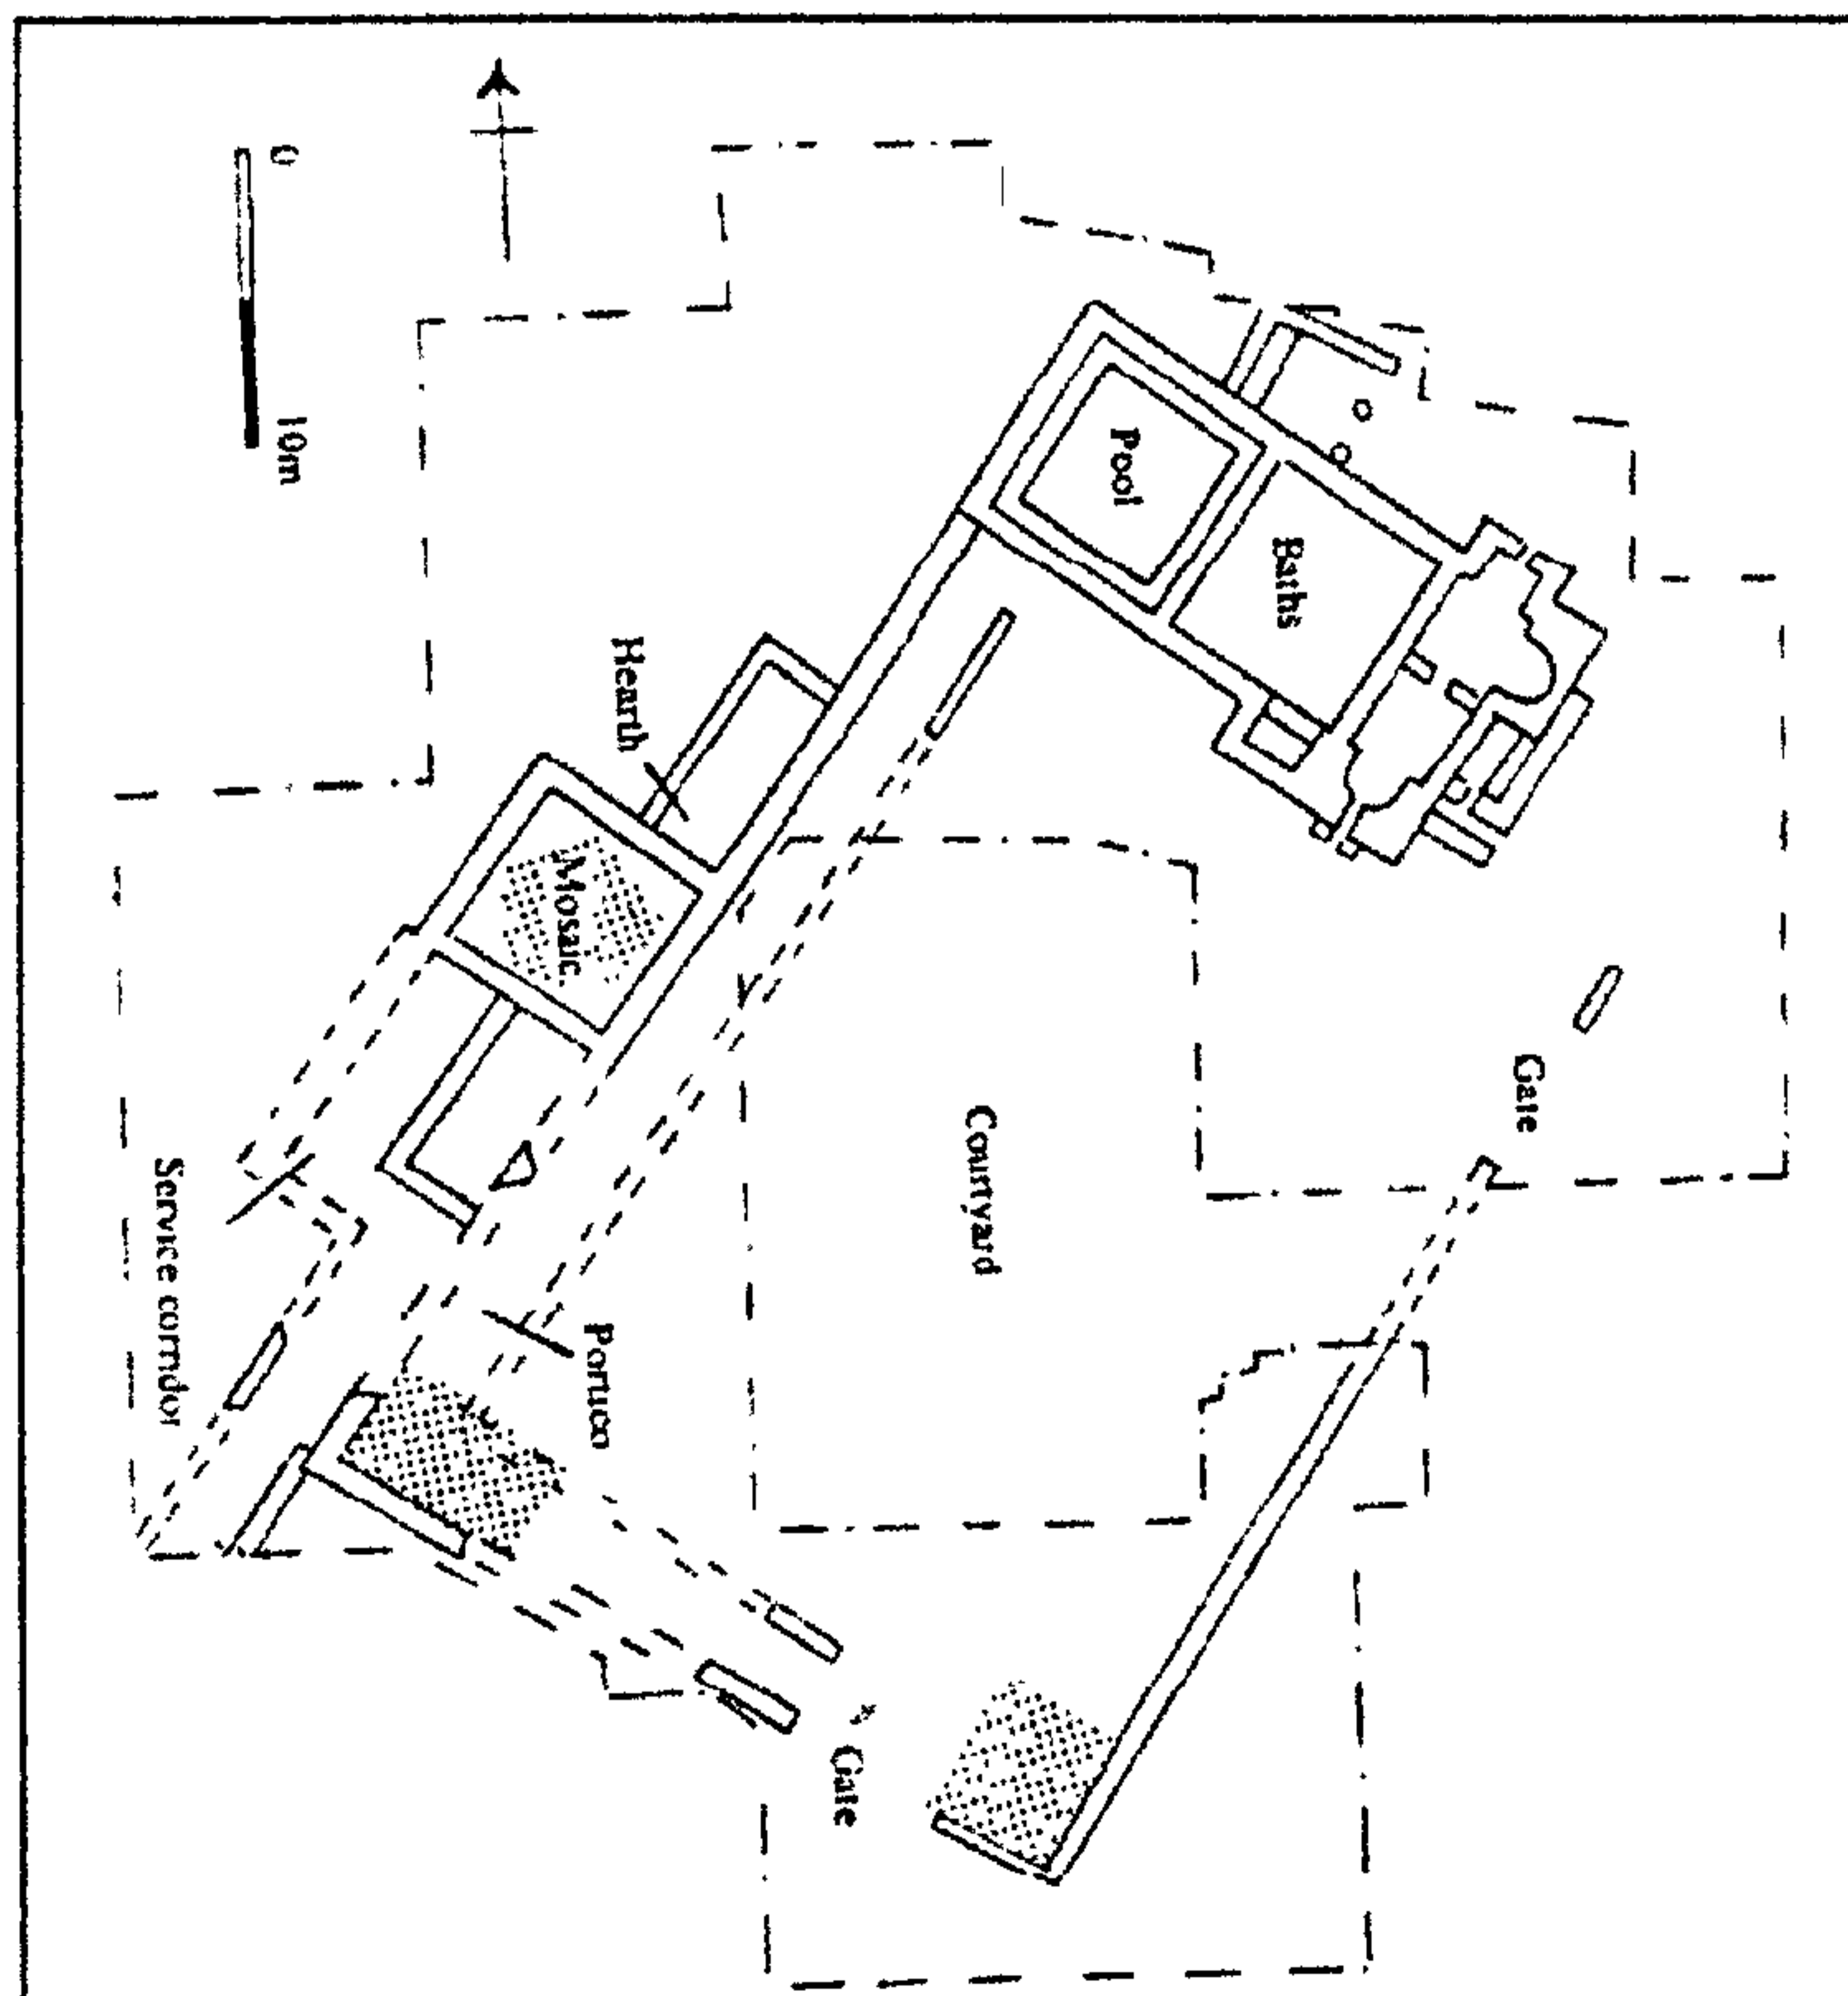 0
10m
Pool
Baths
Hearth
Mosaic
Gate
Courtyard
Service corridor
Portico
Gate